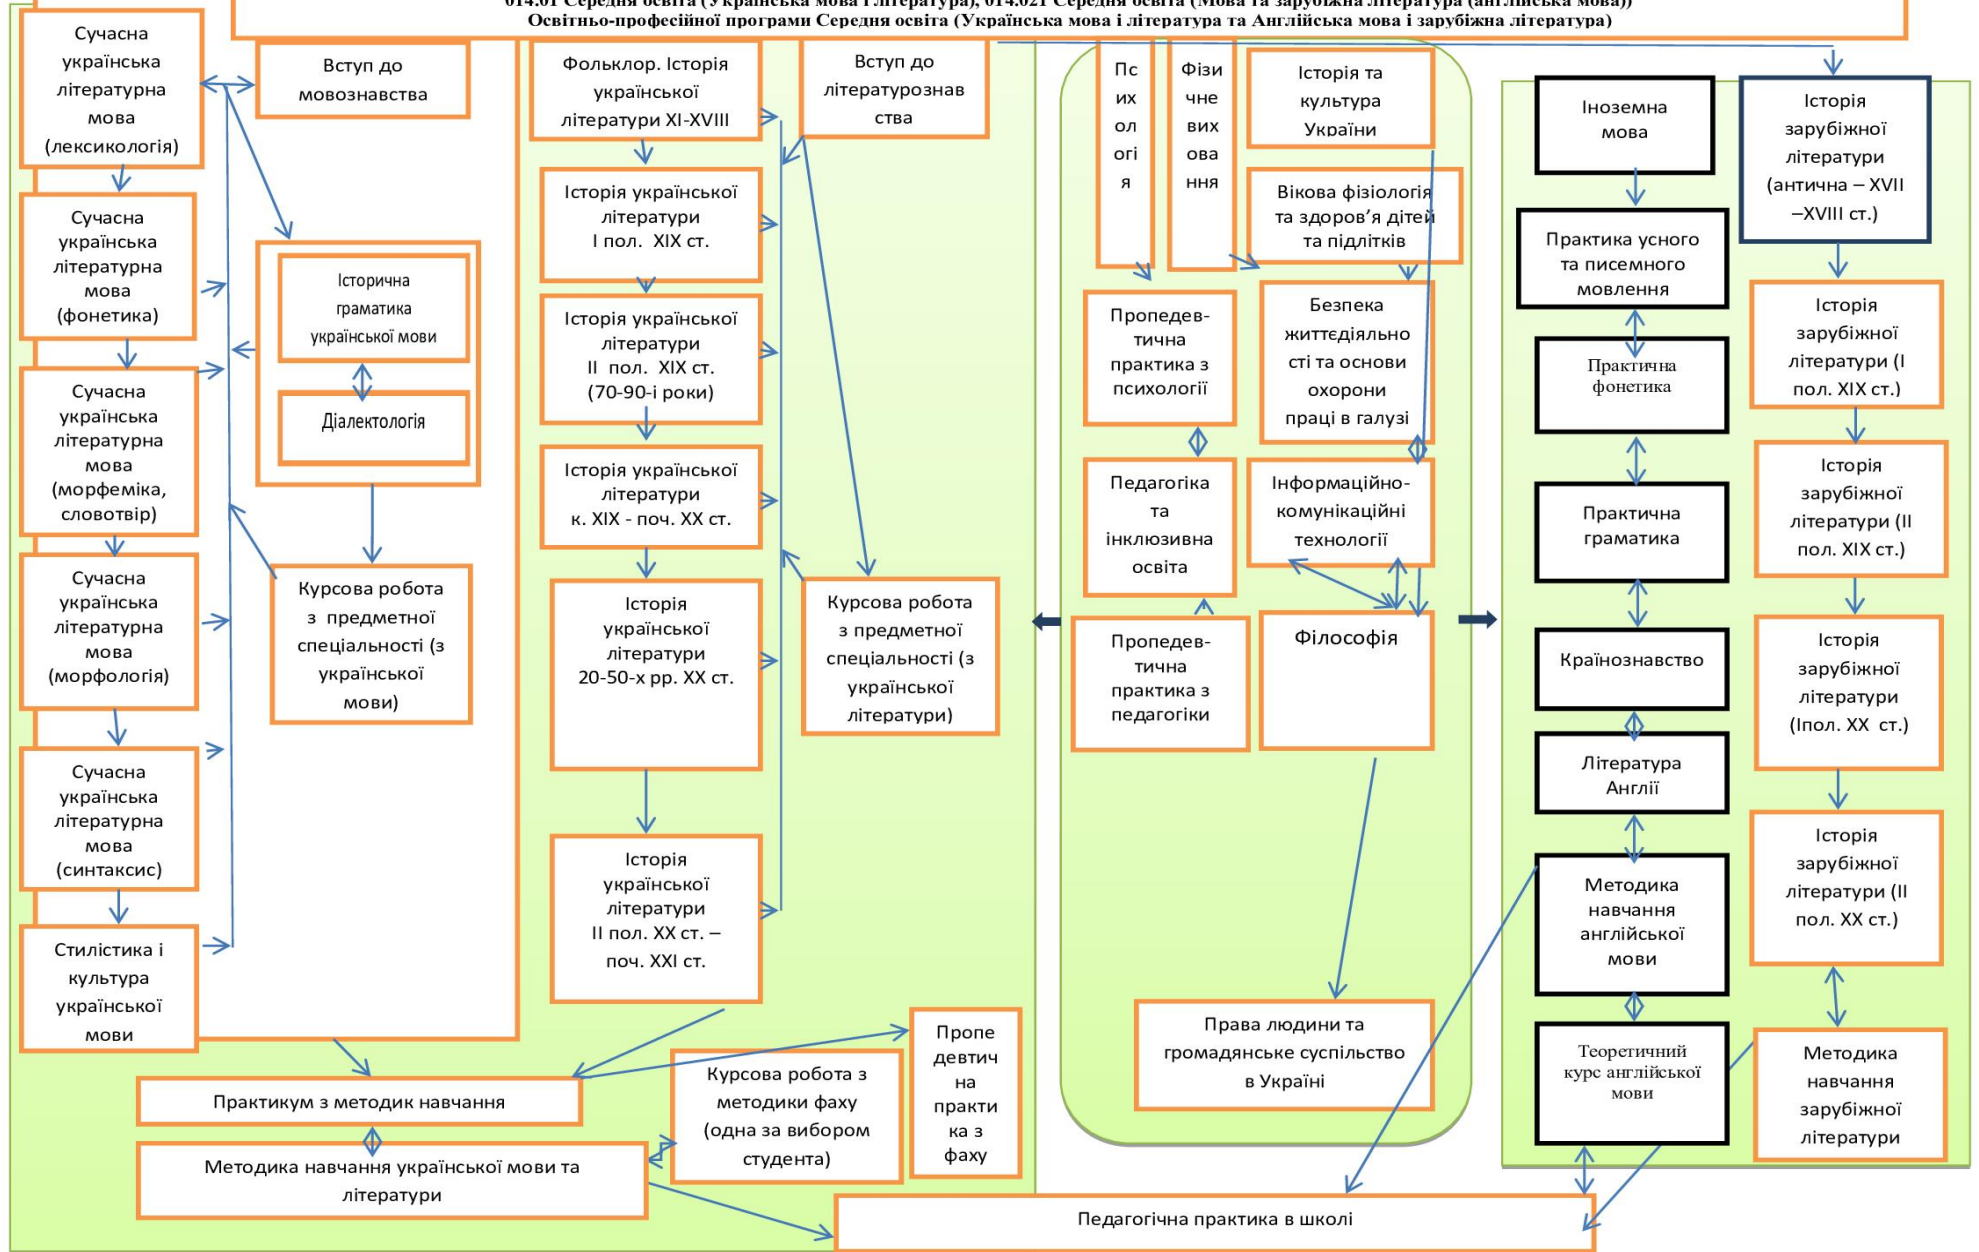 014.01 Середня освіта (Українська мова і література), 014.021 Середня освіта (Мова та зарубіжна література (англійська мова))
Освітньо-професійної програми Середня освіта (Українська мова і література та Англійська мова і зарубіжна література)
Сучасна
українська
літературна
мова
(лексикологія)
Сучасна
українська
літературна
мова
(фонетика)
Сучасна
українська
літературна
мова
(морфеміка,
словотвір)
Сучасна
українська
літературна
мова
(морфологія)
Сучасна
українська
літературна
мова
(синтаксис)
Стилістика і
культура
української
мови
Вступ до
мовознавства
Історична
граматика
української мови
Діалектологія
Курсова робота
з предметної
спеціальності (з
української
мови)
Фольклор. Історія
української
літератури XI-XVIII
Історія української
літератури
І пол. XIX ст.
Історія української
літератури
ІІ пол. XIX ст.
(70-90-і роки)
Історія української
літератури
к. XIX - поч. XX ст.
Історія
української
літератури
20-50-х рр. XX ст.
Історія
української
літератури
ІІ пол. XX ст. –
поч. XXI ст.
Вступ до
літературознав
ства
Курсова робота
з предметної
спеціальності (з
української
літератури)
Практикум з методик навчання
Методика навчання української мови та
літератури
Курсова робота з
методики фаху
(одна за вибором
студента)
Пропе
девтич
на
практи
ка з
фаху
Пс
их
ол
огі
я
Фізи
чне
вих
ова
ння
Історія та
культура
України
Вікова фізіологія
та здоров’я дітей
та підлітків
Пропедев-
тична
практика з
психології
Безпека
життєдіяльно
сті та основи
охорони
праці в галузі
Педагогіка
та
інклюзивна
освіта
Інформаційно-
комунікаційні
технології
Пропедев-
тична
практика з
педагогіки
Філософія
Права людини та
громадянське суспільство
в Україні
Педагогічна практика в школі
Іноземна
мова
Практика усного
та писемного
мовлення
Практична
фонетика
Практична
граматика
Країнознавство
Література
Англії
Методика
навчання
англійської
мови
Теоретичний
курс англійської
мови
Історія
зарубіжної
літератури
(антична – XVII
–XVIII ст.)
Історія
зарубіжної
літератури (І
пол. XIX ст.)
Історія
зарубіжної
літератури (ІІ
пол. XIX ст.)
Історія
зарубіжної
літератури
(Іпол. XX ст.)
Історія
зарубіжної
літератури (ІІ
пол. XX ст.)
Методика
навчання
зарубіжної
літератури